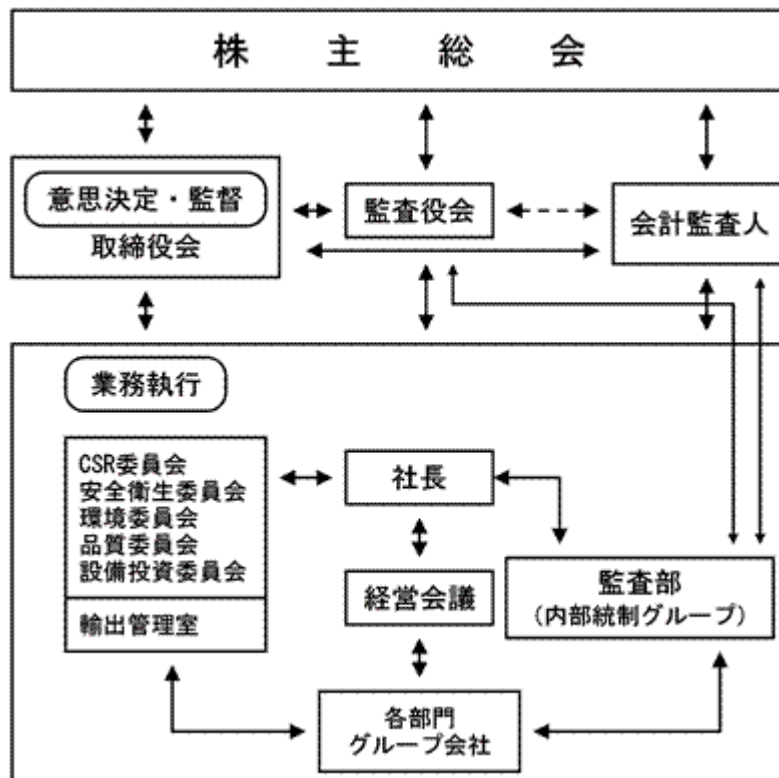 株主総会
意思決定・監督
取締役会
監査役会
会計監査人
業務執行
CSR委員会
安全衛生委員会
環境委員会
品質委員会
設備投資委員会
輸出管理室
社長
経営会議
監査部
（内部統制グループ）
各部門
グループ会社